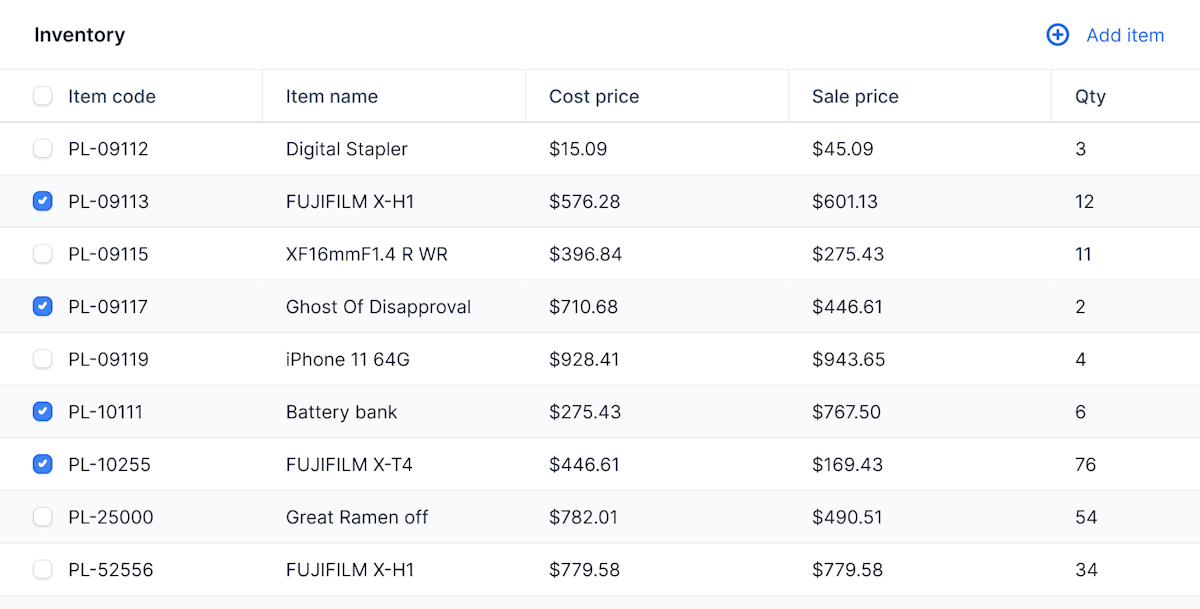 Inventory Add item
Item code Item name Cost price Sale price Qty
PL-09112 Digital Stapler $15.09 $45.09 3
PL-09113 FUJIFILM X-H1 $576.28 $601.13 12
PL-09115 XF16mmF1.4 R WR $396.84 $275.43 11
PL-09117 Ghost Of Disapproval $710.68 $446.61 2
PL-09119 iPhone 11 64G $928.41 $943.65 4
PL-10111 Battery bank $275.43 $767.50 6
PL-10255 FUJIFILM X-T4 $446.61 $169.43 76
PL-25000 Great Ramen off $782.01 $490.51 54
PL-52556 FUJIFILM X-H1 $779.58 $779.58 34